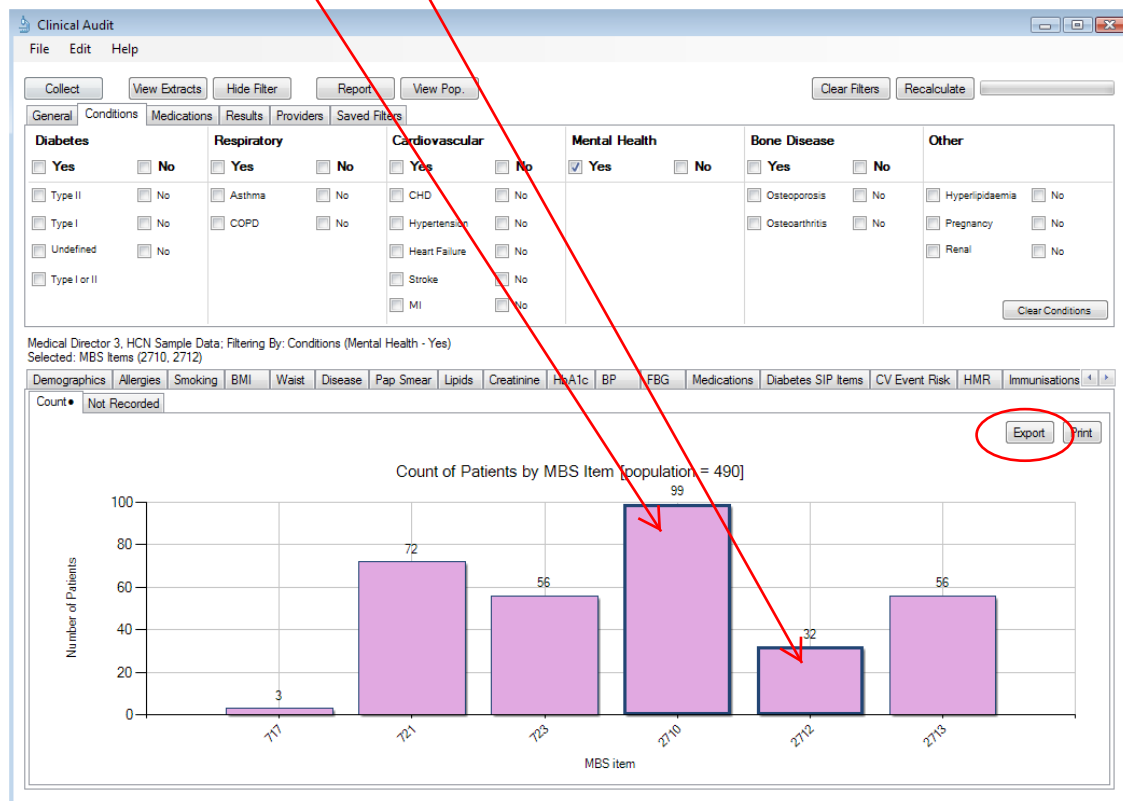 Clinical Audit
File Edit Help
Collect View Extracts Hide Filter Report View Pop. Clear Filters Recalculate
General Conditions Medications Results Providers Saved Filters
Diabetes Respiratory Cardiovascular Mental Health Bone Disease Other
Yes No Yes No Yes No Yes No Yes No
Type II No Asthma No CHD No Osteoporosis No Hyperlipidaemia No
Type I No COPD No Hypertension No Osteoarthritis No Pregnancy No
Undefined No Heart Failure No Renal No
Type I or II Stroke No
MI No Clear Conditions
Medical Director 3, HCN Sample Data; Filtering By: Conditions (Mental Health - Yes)
Selected: MBS Items (2710, 2712)
Demographics Allergies Smoking BMI Waist Disease Pap Smear Lipids Creatinine HbA1c BP FBG Medications Diabetes SIP Items CV Event Risk HMR Immunisations
Count• Not Recorded
Export Print
Count of Patients by MBS Item [population = 490]
Number of Patients
100
80
60
40
20
0
3
72
56
99
32
56
717 721 723 2710 2712 2713
MBS item